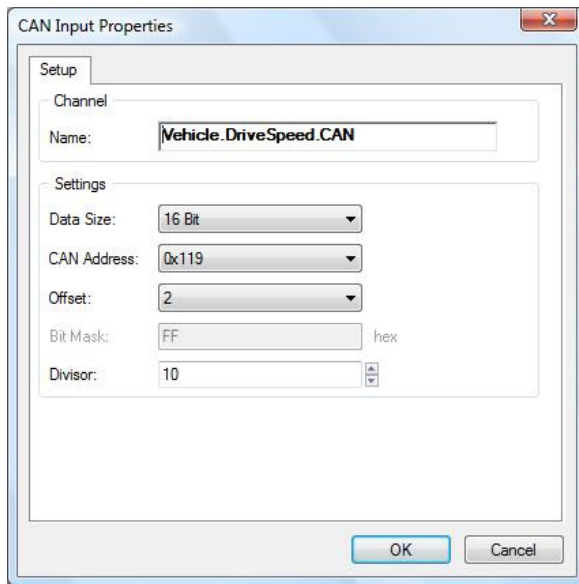 CAN Input Properties
Setup
Channel
Name: Vehicle.DriveSpeed.CAN
Settings
Data Size: 16 Bit
CAN Address: 0x119
Offset: 2
Bit Mask: FF hex
Divisor: 10
OK Cancel